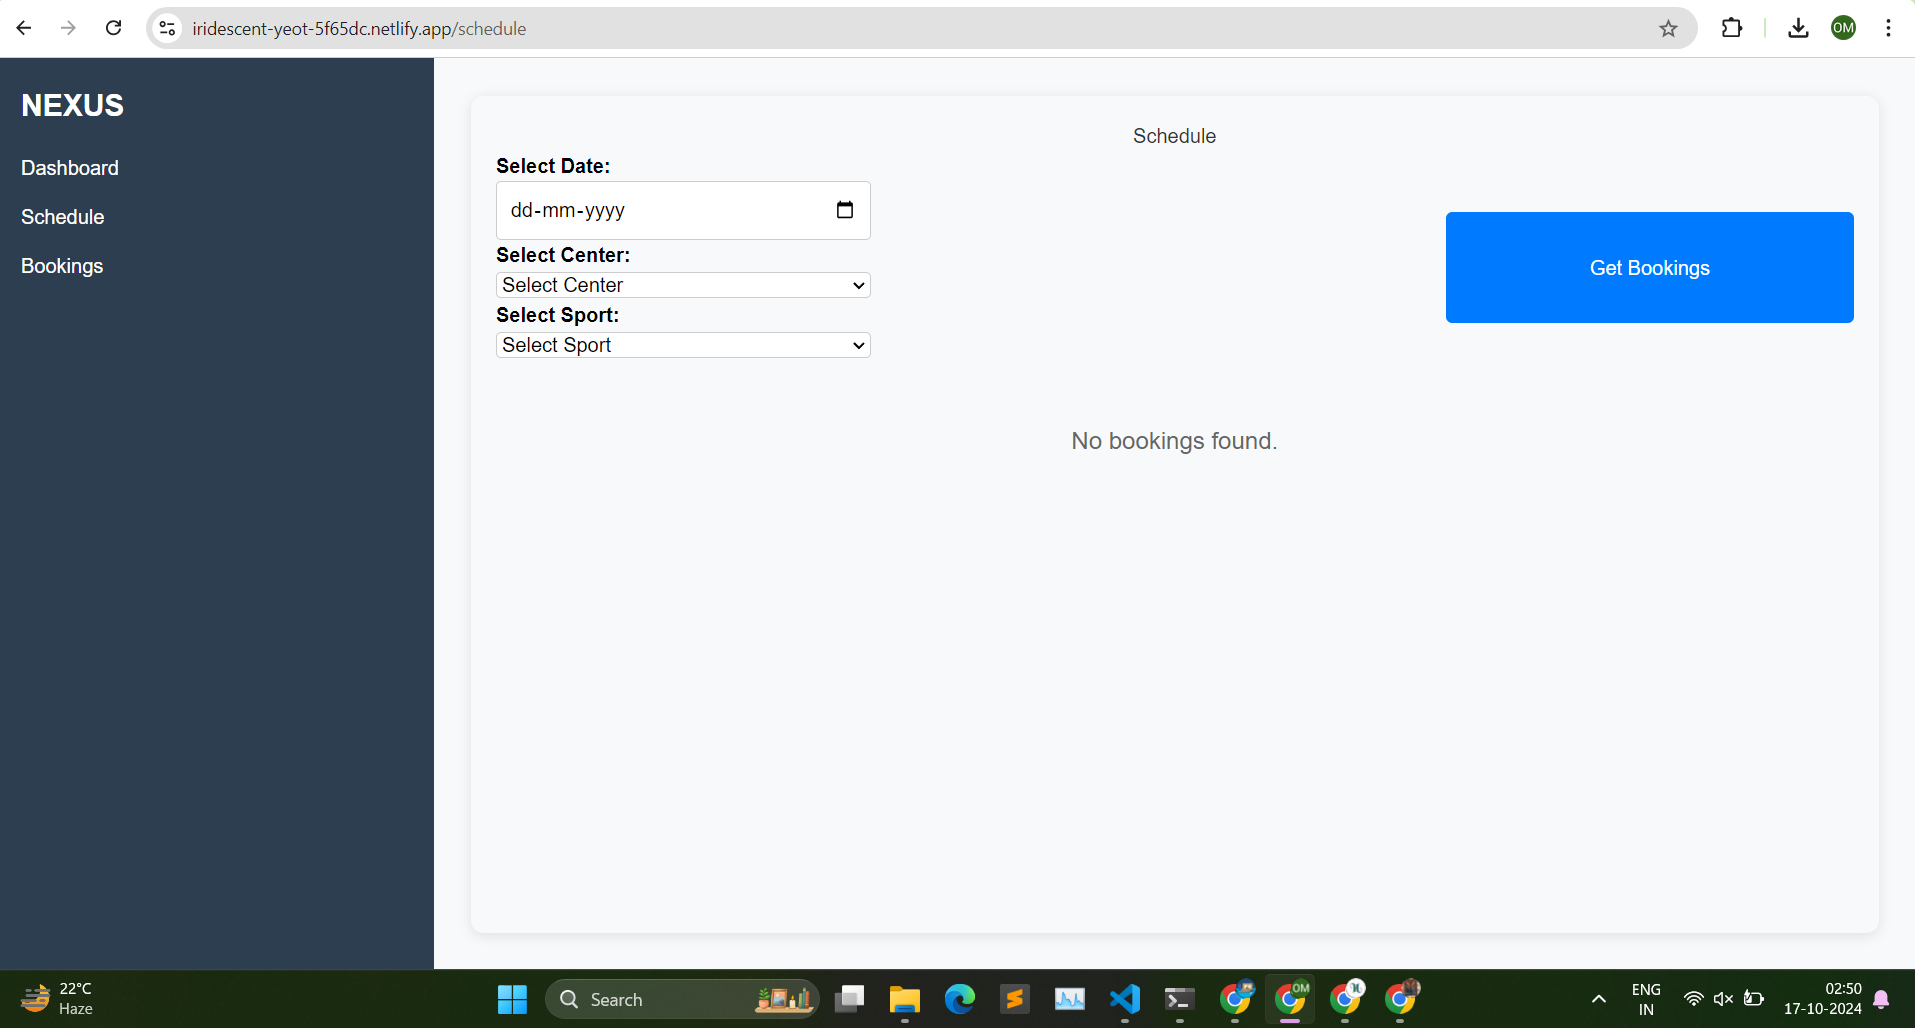 iridescent-yeot-5f65dc.netlify.app/schedule
OM
NEXUS
Dashboard
Schedule
Bookings
Schedule
Select Date:
dd-mm-yyyy
Select Center:
Select Center
Select Sport:
Select Sport
Get Bookings
No bookings found.
22°C
Haze
Search
OM
ENG
IN
02:50
17-10-2024